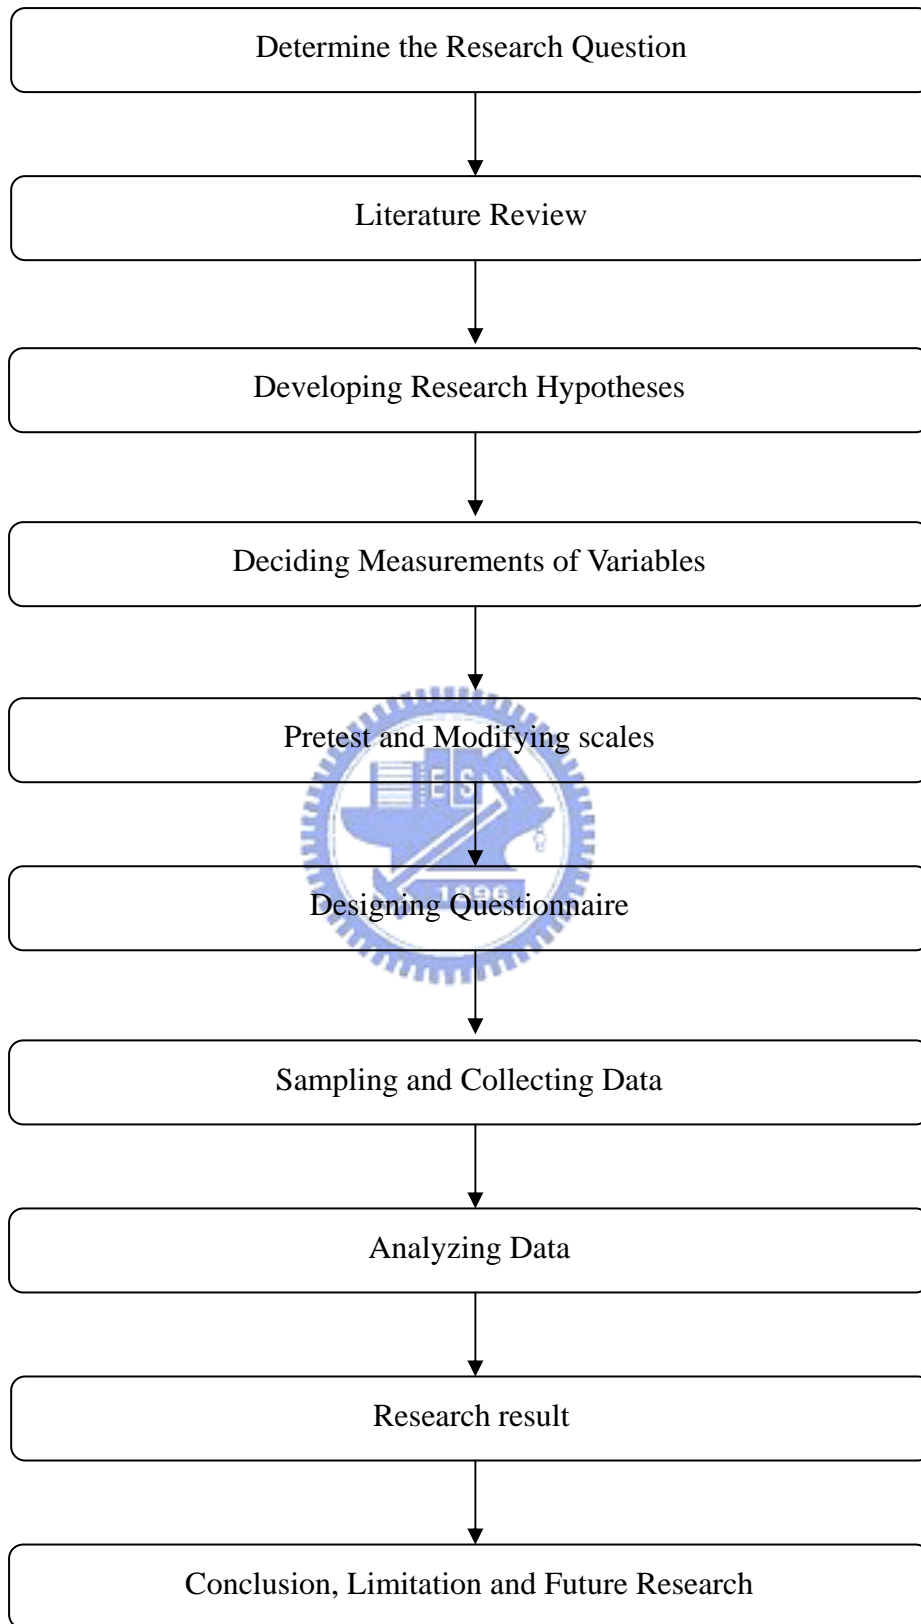 Determine the Research Question
Literature Review
Developing Research Hypotheses
Deciding Measurements of Variables
Pretest and Modifying scales
E S
1896
Designing Questionnaire
Sampling and Collecting Data
Analyzing Data
Research result
Conclusion, Limitation and Future Research